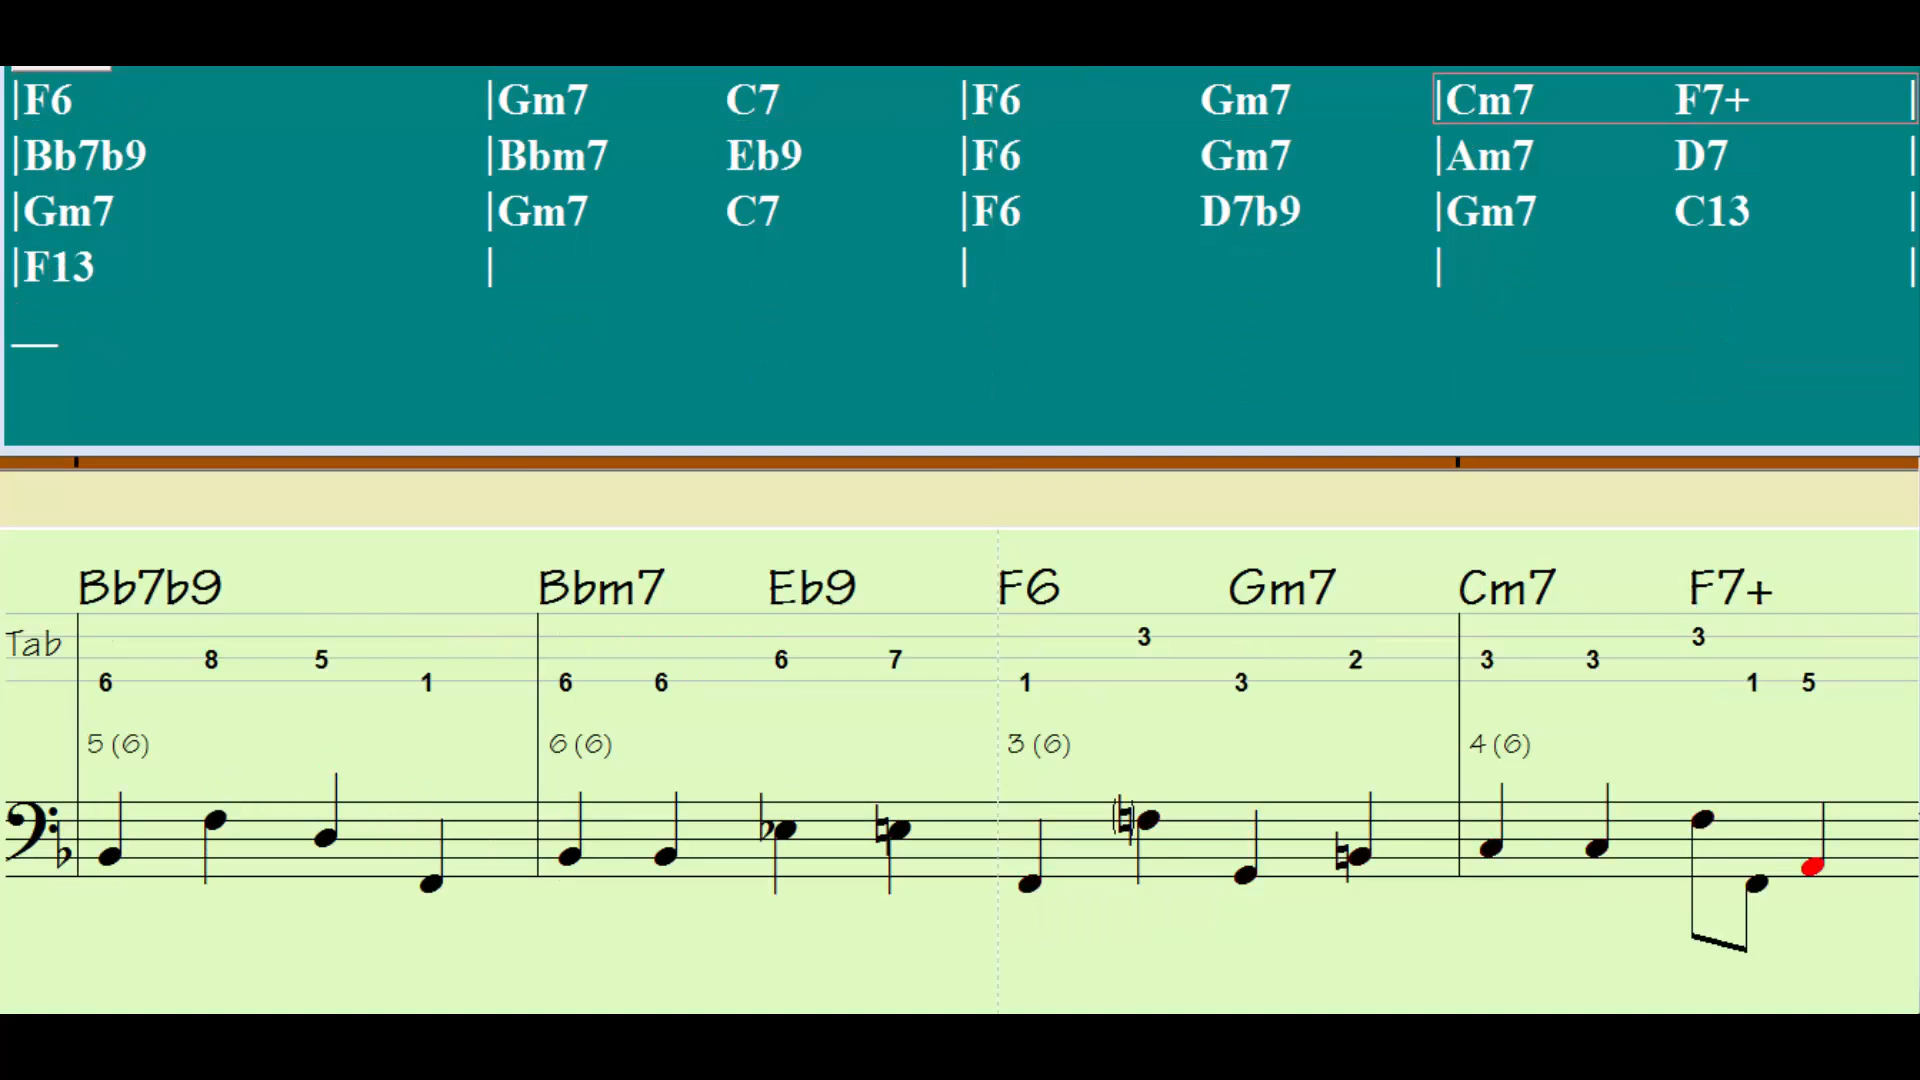 |F6 |Gm7 C7 |F6 Gm7 |Cm7 F7+ |
|Bb7b9 |Bbm7 Eb9 |F6 Gm7 |Am7 D7 |
|Gm7 |Gm7 C7 |F6 D7b9 |Gm7 C13 |
|F13 | | | |
Bb7b9 Bbm7 Eb9 F6 Gm7 Cm7 F7+
3 3
Tab 8 5 6 7 2 3 3
6 1 6 6 1 3 1 5
5 (6) 6 (6) 3 (6) 4 (6)